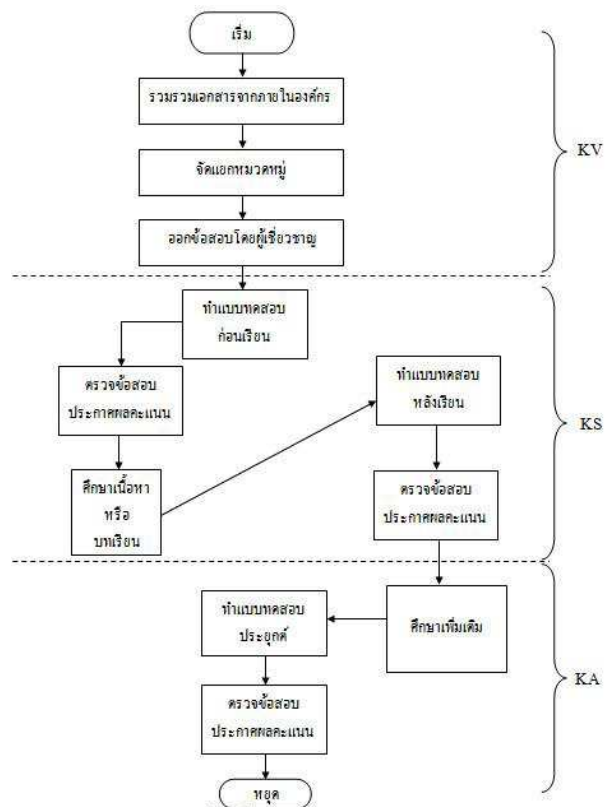 เริ่ม
รวมรวมเอกสารจากภายในองค์กร
จัดแยกหมวดหมู่
ออกข้อสอบโดยผู้เชี่ยวชาญ
KV
ทำแบบทดสอบ
ก่อนเรียน
ตรวจข้อสอบ
ประกาศผลคะแนน
ศึกษาเนื้อหา
หรือ
บทเรียน
ทำแบบทดสอบ
หลังเรียน
ตรวจข้อสอบ
ประกาศผลคะแนน
KS
ศึกษาเพิ่มเติม
ทำแบบทดสอบ
ประยุกต์
ตรวจข้อสอบ
ประกาศผลคะแนน
หยุด
KA